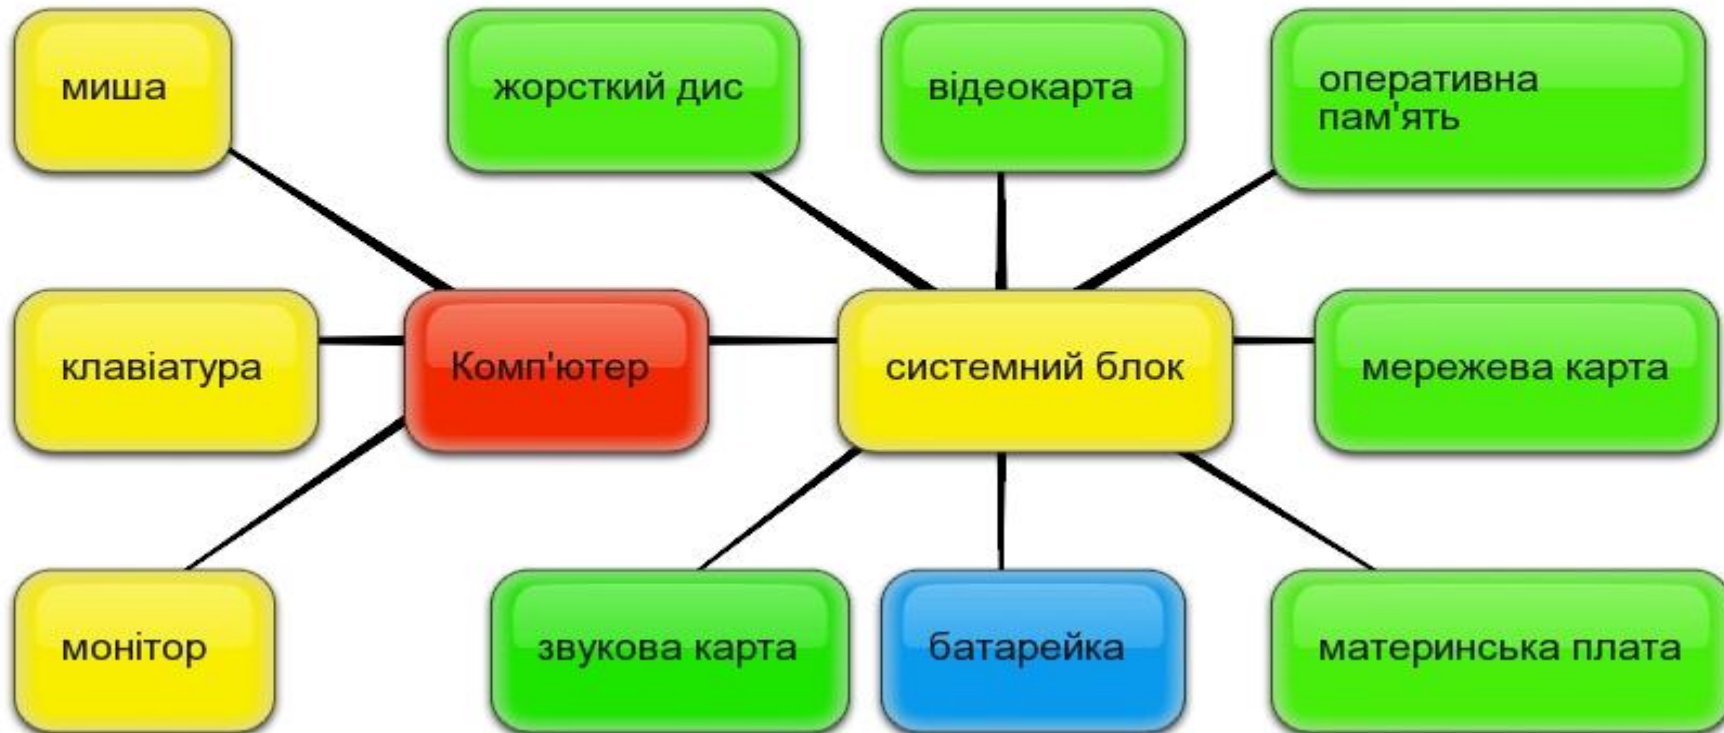 миша
жорсткий дис
відеокарта
оперативна
пам'ять
клавіатура
Комп'ютер
системний блок
мережева карта
монітор
звукова карта
батарейка
материнська плата